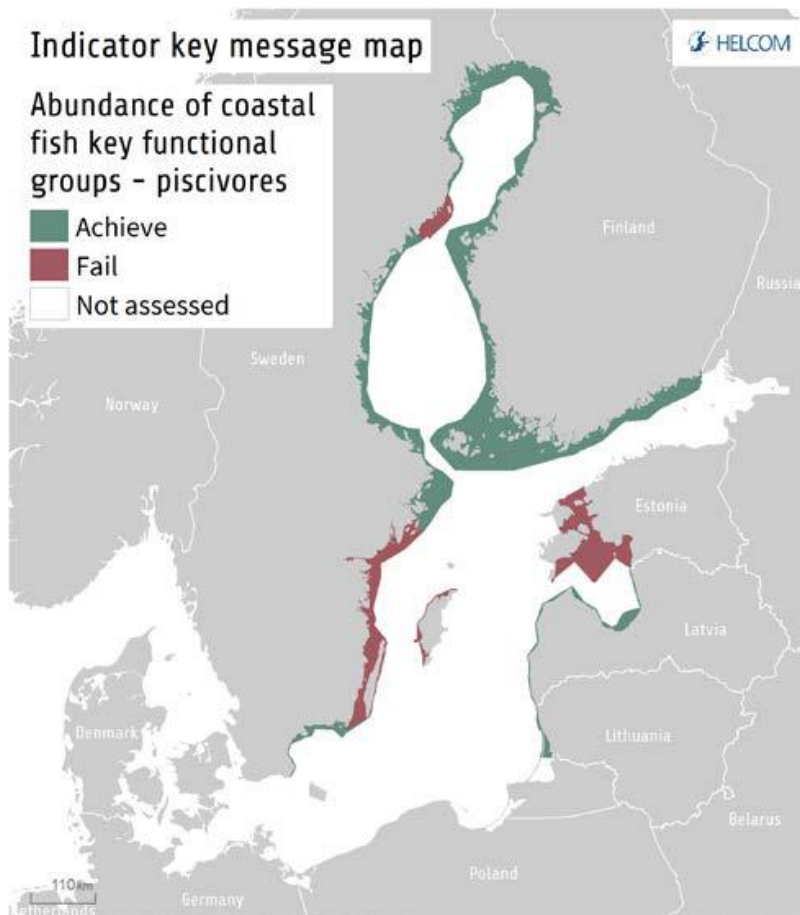 Indicator key message map
HELCOM
Abundance of coastal
fish key functional
groups - piscivores
Achieve
Fail
Not assessed
Finland
Russia
Sweden
Norway
Estonia
Latvia
Denmark
Lithuania
Belarus
Poland
110 km
Germany
Netherlands